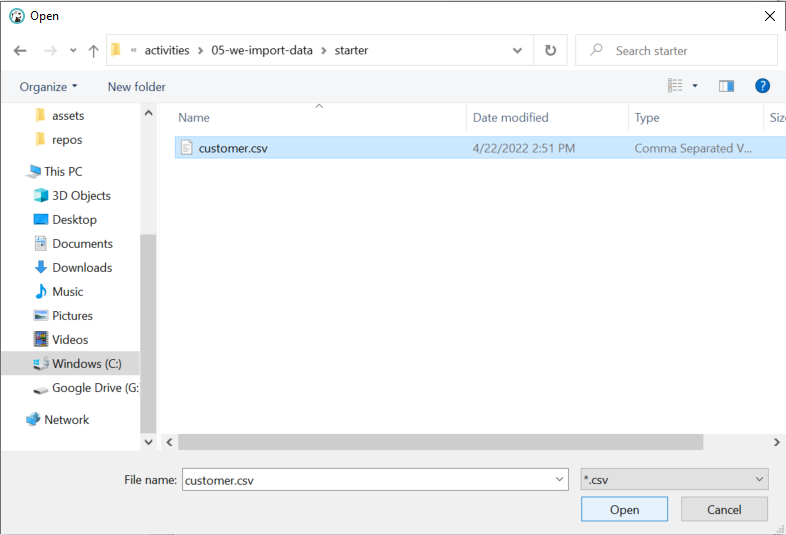 Open
« activities > 05-we-import-data > starter
Search starter
Organize New folder
Name Date modified Type Siz
customer.csv 4/22/2022 2:51 PM Comma Separated V...
assets
repos
This PC
3D Objects
Desktop
Documents
Downloads
Music
Pictures
Videos
Windows (C:)
Google Drive (G:
Network
File name: customer.csv *.csv
Open Cancel